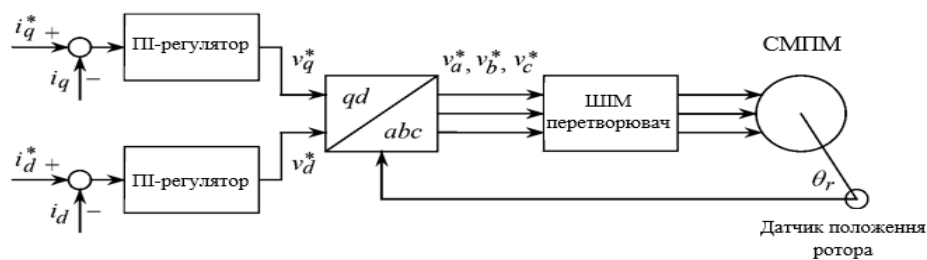 i*q +
ПІ-регулятор
iq −
v*q
v*a, v*b, v*c
СМПМ
qd
abc
ШІМ
перетворювач
i*d +
ПІ-регулятор
id −
v*d
θr
Датчик положення
ротора